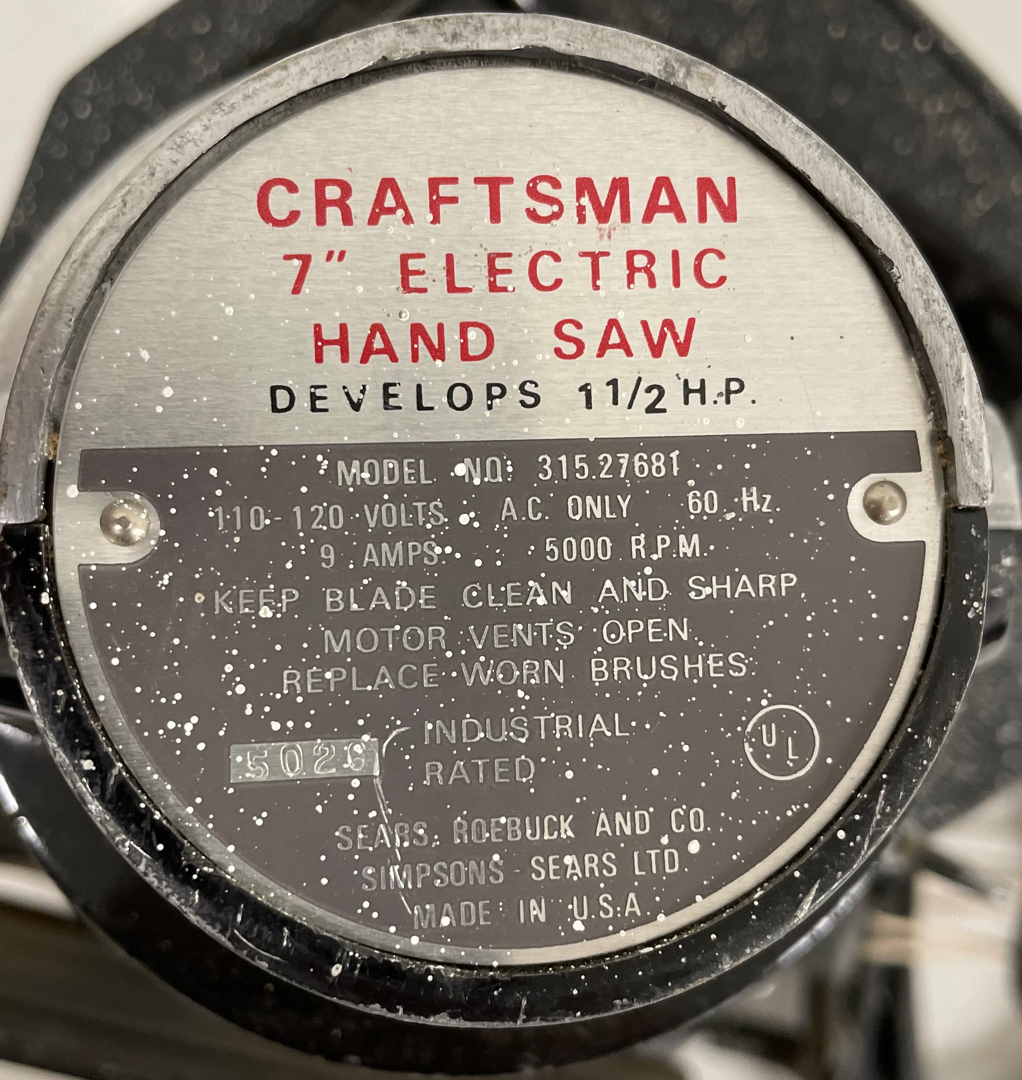 CRAFTSMAN
7" ELECTRIC
HAND SAW
DEVELOPS 1 1/2 H.P.
MODEL NO. 315.27681
110-120 VOLTS A.C. ONLY 60 Hz.
9 AMPS. 5000 R.P.M.
KEEP BLADE CLEAN AND SHARP
MOTOR VENTS OPEN
REPLACE WORN BRUSHES
INDUSTRIAL
RATED
UL
SEARS, ROEBUCK AND CO.
SIMPSONS-SEARS LTD.
MADE IN U.S.A.